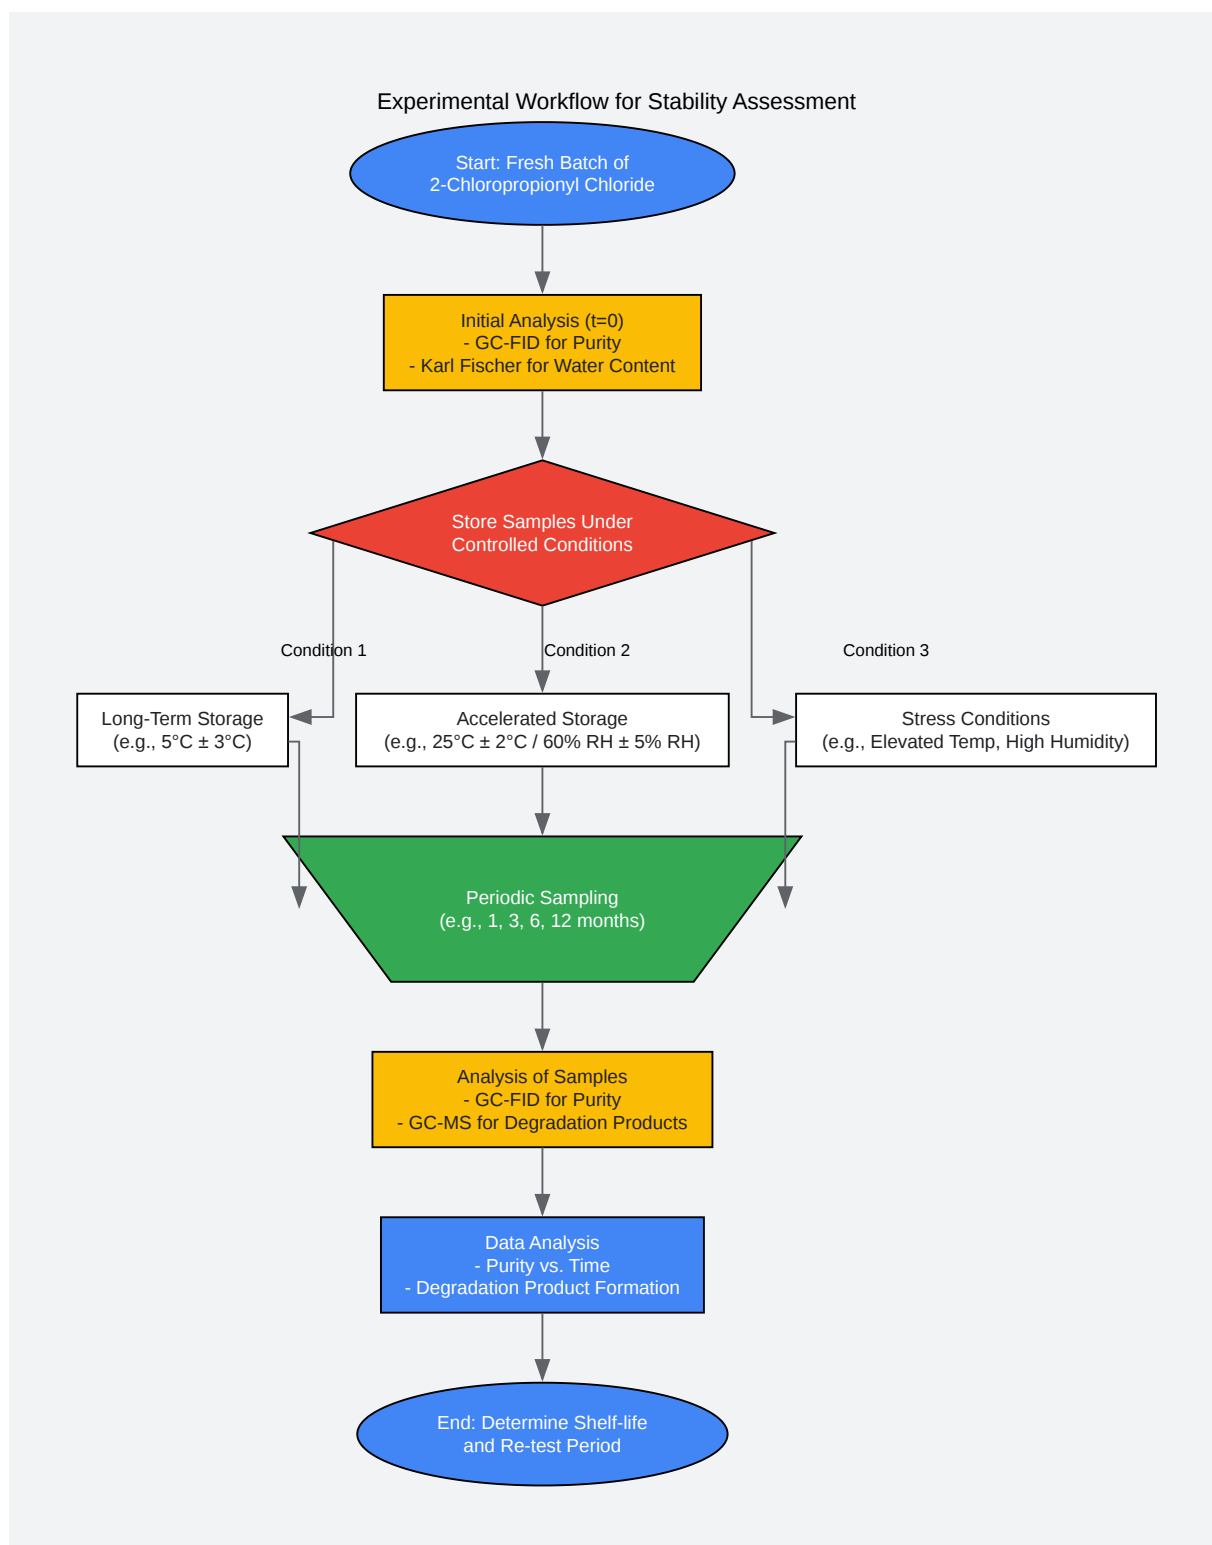 Experimental Workflow for Stability Assessment
Start: Fresh Batch of
2-Chloropropionyl Chloride
Initial Analysis (t=0)
- GC-FID for Purity
- Karl Fischer for Water Content
Store Samples Under
Controlled Conditions
Condition 1
Condition 2
Condition 3
Long-Term Storage
(e.g., 5°C ± 3°C)
Accelerated Storage
(e.g., 25°C ± 2°C / 60% RH ± 5% RH)
Stress Conditions
(e.g., Elevated Temp, High Humidity)
Periodic Sampling
(e.g., 1, 3, 6, 12 months)
Analysis of Samples
- GC-FID for Purity
- GC-MS for Degradation Products
Data Analysis
- Purity vs. Time
- Degradation Product Formation
End: Determine Shelf-life
and Re-test Period